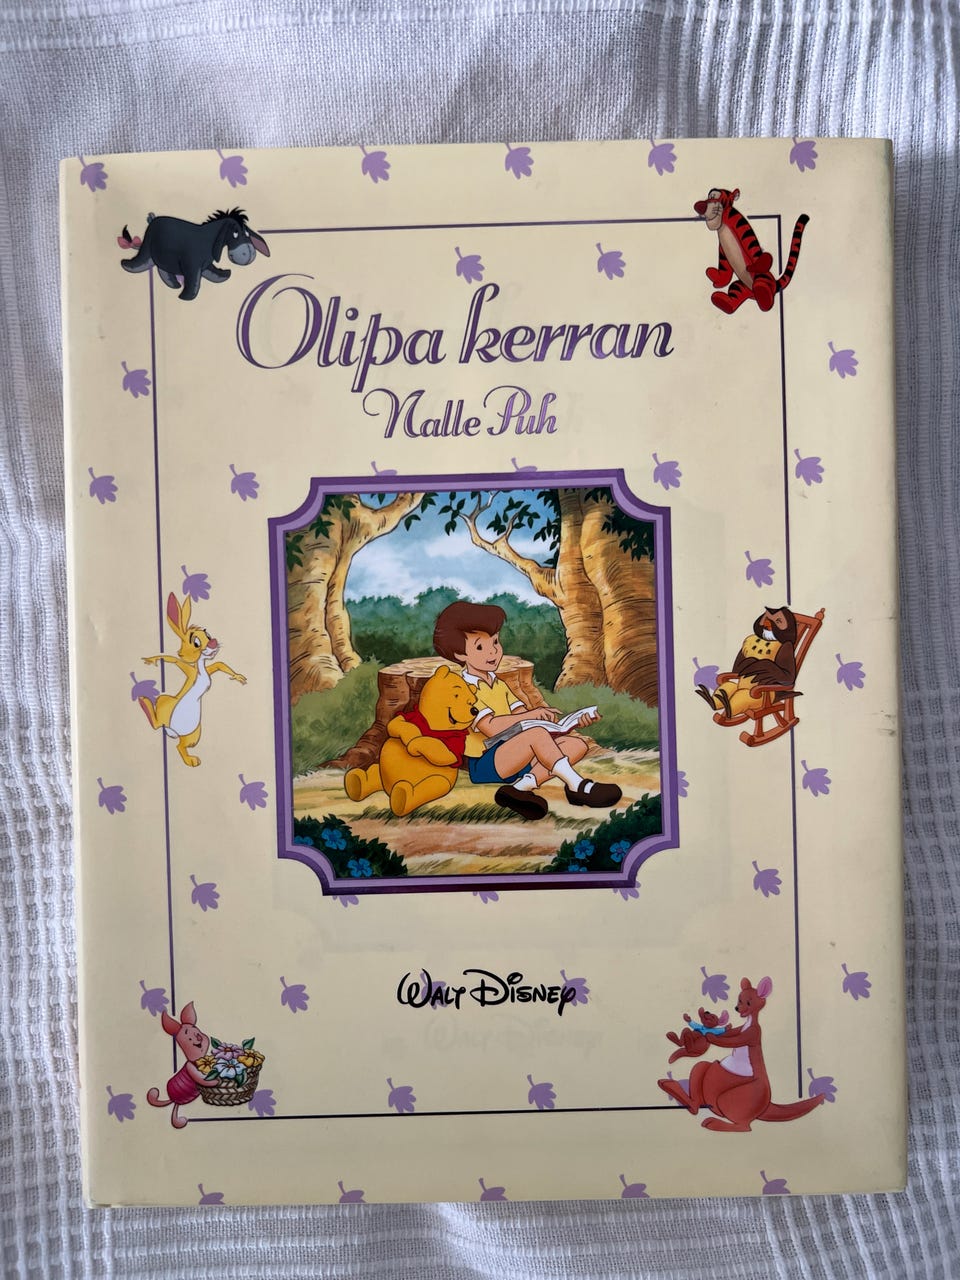 Olipa kerran
Nalle Puh
Walt Disney